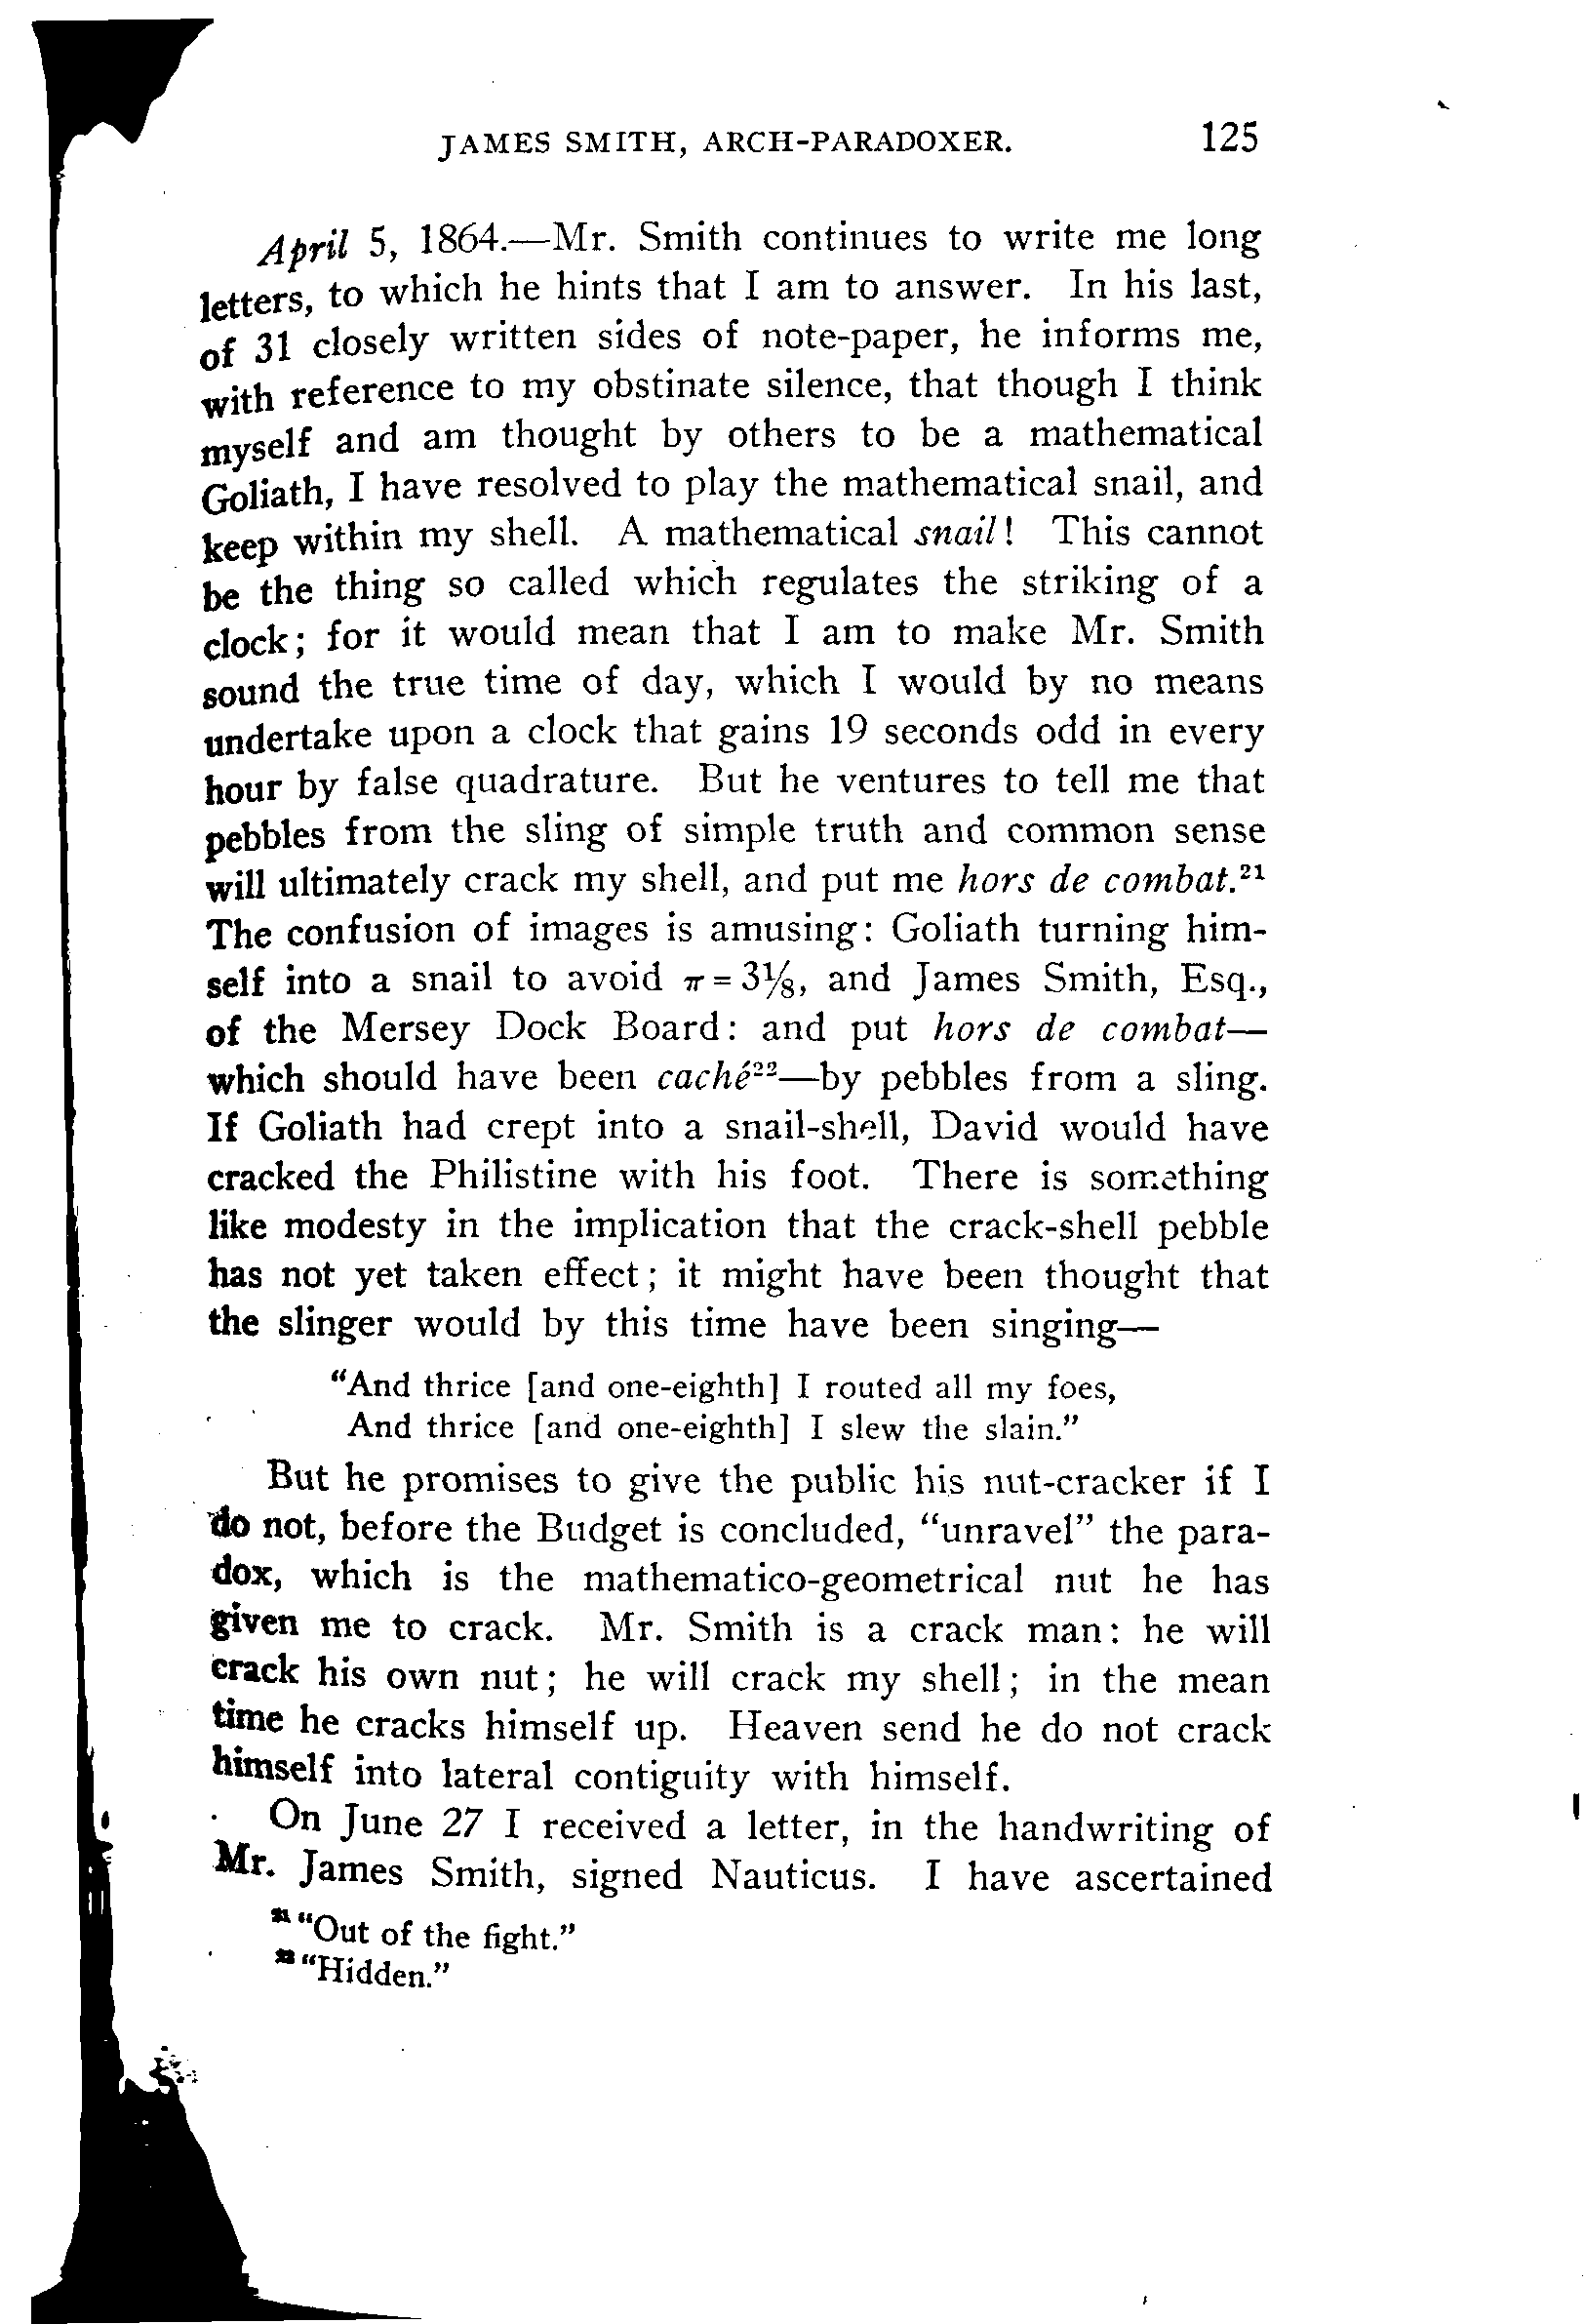 JAMES SMITH, ARCH-PARADOXER. 125
April 5, 1864.—Mr. Smith continues to write me long
letters, to which he hints that I am to answer. In his last,
of 31 closely written sides of note-paper, he informs me,
with reference to my obstinate silence, that though I think
myself and am thought by others to be a mathematical
Goliath, I have resolved to play the mathematical snail, and
keep within my shell. A mathematical snail! This cannot
be the thing so called which regulates the striking of a
clock; for it would mean that I am to make Mr. Smith
sound the true time of day, which I would by no means
undertake upon a clock that gains 19 seconds odd in every
hour by false quadrature. But he ventures to tell me that
pebbles from the sling of simple truth and common sense
will ultimately crack my shell, and put me hors de combat.²¹
The confusion of images is amusing: Goliath turning him-
self into a snail to avoid π = 3⅛, and James Smith, Esq.,
of the Mersey Dock Board: and put hors de combat—
which should have been caché²²—by pebbles from a sling.
If Goliath had crept into a snail-shell, David would have
cracked the Philistine with his foot. There is something
like modesty in the implication that the crack-shell pebble
has not yet taken effect; it might have been thought that
the slinger would by this time have been singing—
"And thrice [and one-eighth] I routed all my foes,
And thrice [and one-eighth] I slew the slain."
But he promises to give the public his nut-cracker if I
do not, before the Budget is concluded, "unravel" the para-
dox, which is the mathematico-geometrical nut he has
given me to crack. Mr. Smith is a crack man: he will
crack his own nut; he will crack my shell; in the mean
time he cracks himself up. Heaven send he do not crack
himself into lateral contiguity with himself.
On June 27 I received a letter, in the handwriting of
Mr. James Smith, signed Nauticus. I have ascertained
²¹ "Out of the fight."
²² "Hidden."